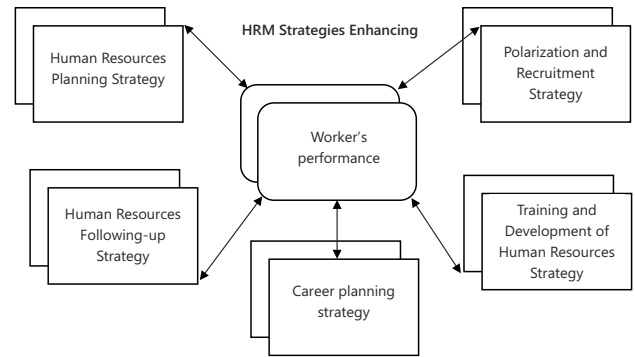 HRM Strategies Enhancing
Human Resources
Planning Strategy
Polarization and
Recruitment
Strategy
Worker's
performance
Human Resources
Following-up
Strategy
Training and
Development of
Human Resources
Strategy
Career planning
strategy